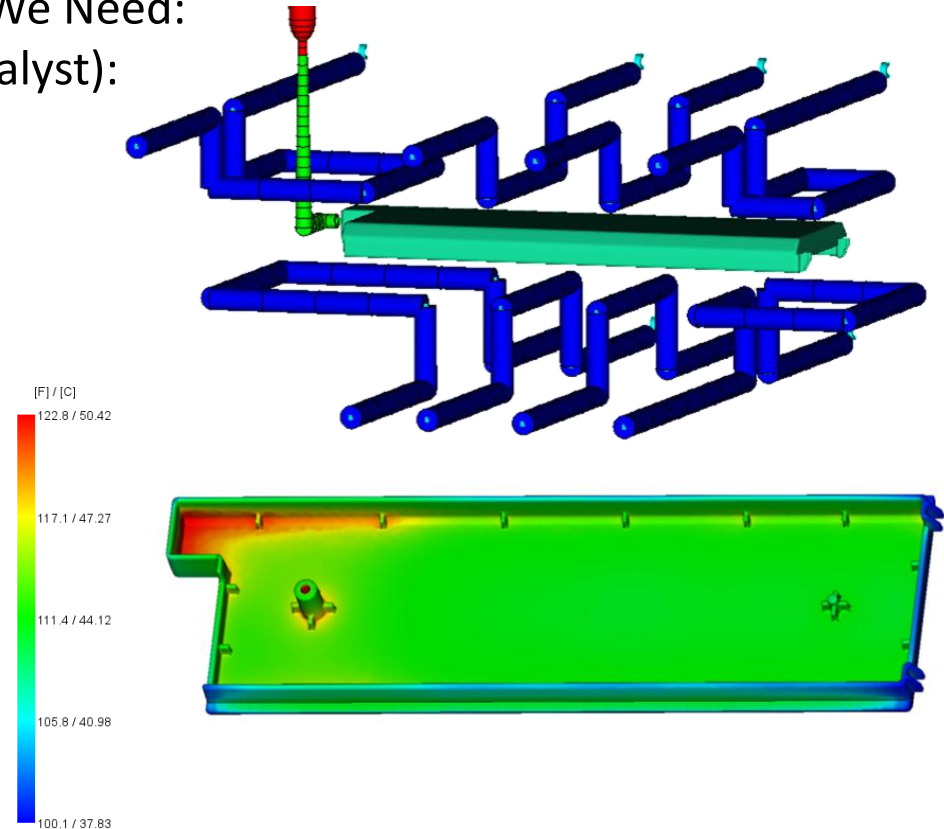 We Need:
alyst):
[F] / [C]
122.8 / 50.42
117.1 / 47.27
111.4 / 44.12
105.8 / 40.98
100.1 / 37.83